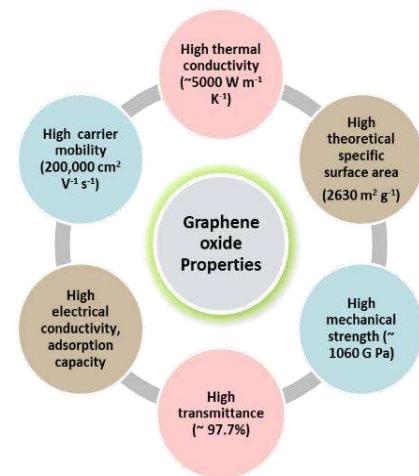 High thermal
conductivity
(~5000 W m⁻¹
K⁻¹)
High
theoretical
specific
surface area
(2630 m² g⁻¹)
High
mechanical
strength (~
1060 G Pa)
High
transmittance
(~ 97.7%)
High
electrical
conductivity,
adsorption
capacity
High carrier
mobility
(200,000 cm²
V⁻¹ s⁻¹)
Graphene
oxide
Properties